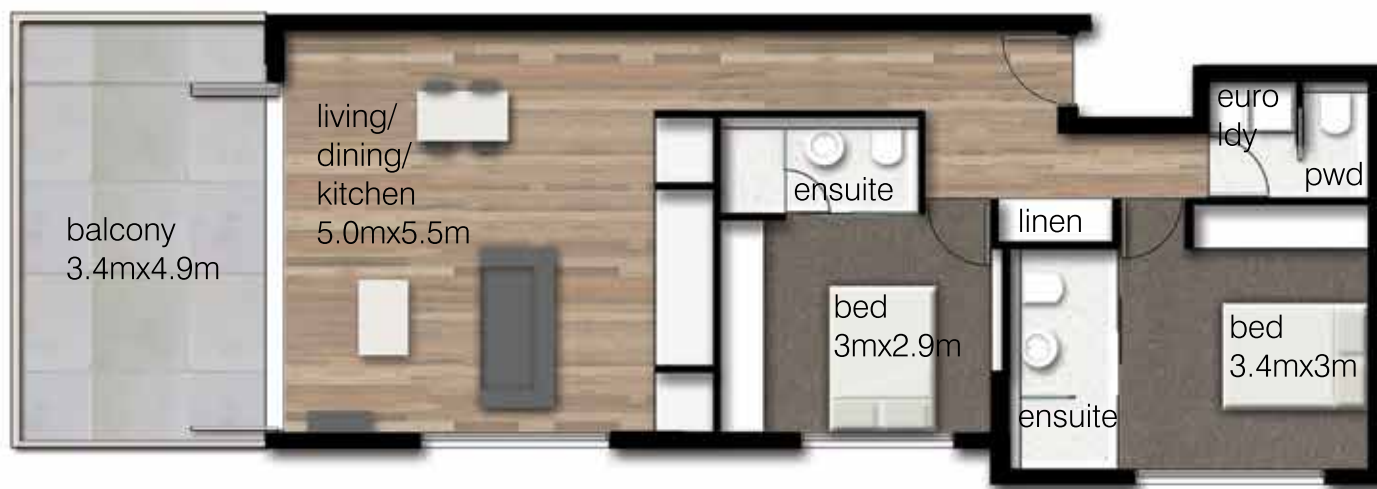 balcony
3.4mx4.9m
living/
dining/
kitchen
5.0mx5.5m
ensuite
bed
3mx2.9m
linen
ensuite
euro
ldy
pwd
bed
3.4mx3m